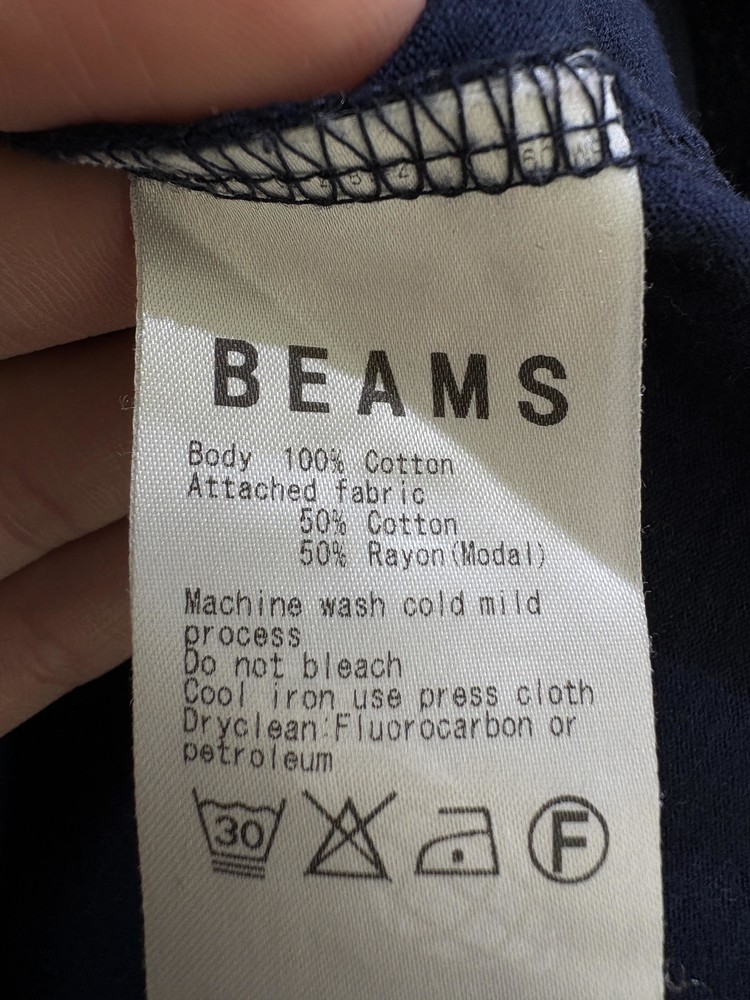 BEAMS
Body 100% Cotton
Attached fabric
50% Cotton
50% Rayon(Modal)
Machine wash cold mild
process
Do not bleach
Cool iron use press cloth
Dryclean:Fluorocarbon or
petroleum
30 F